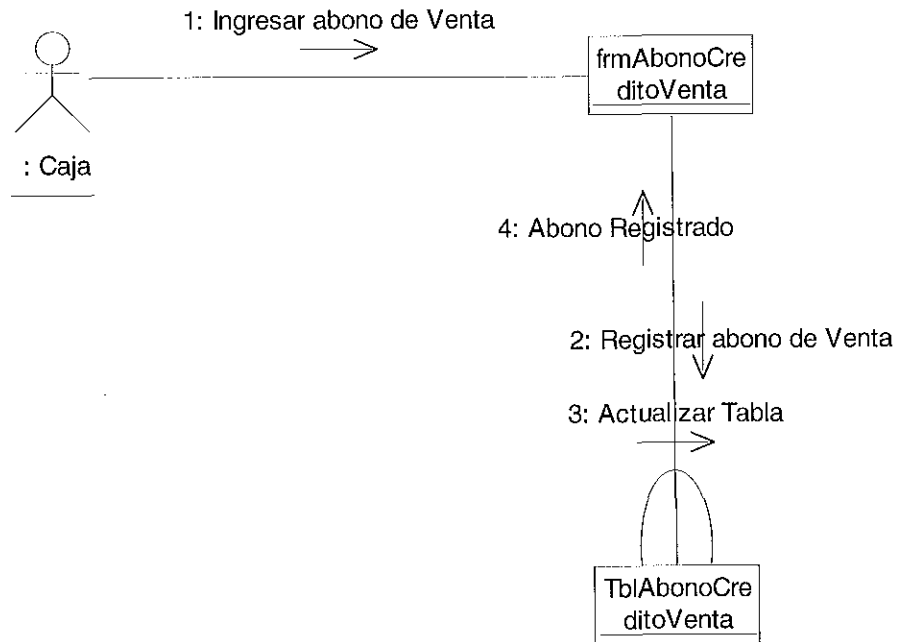 1: Ingresar abono de Venta
frmAbonoCre
ditoVenta
: Caja
4: Abono Registrado
2: Registrar abono de Venta
3: Actualizar Tabla
TblAbonoCre
ditoVenta